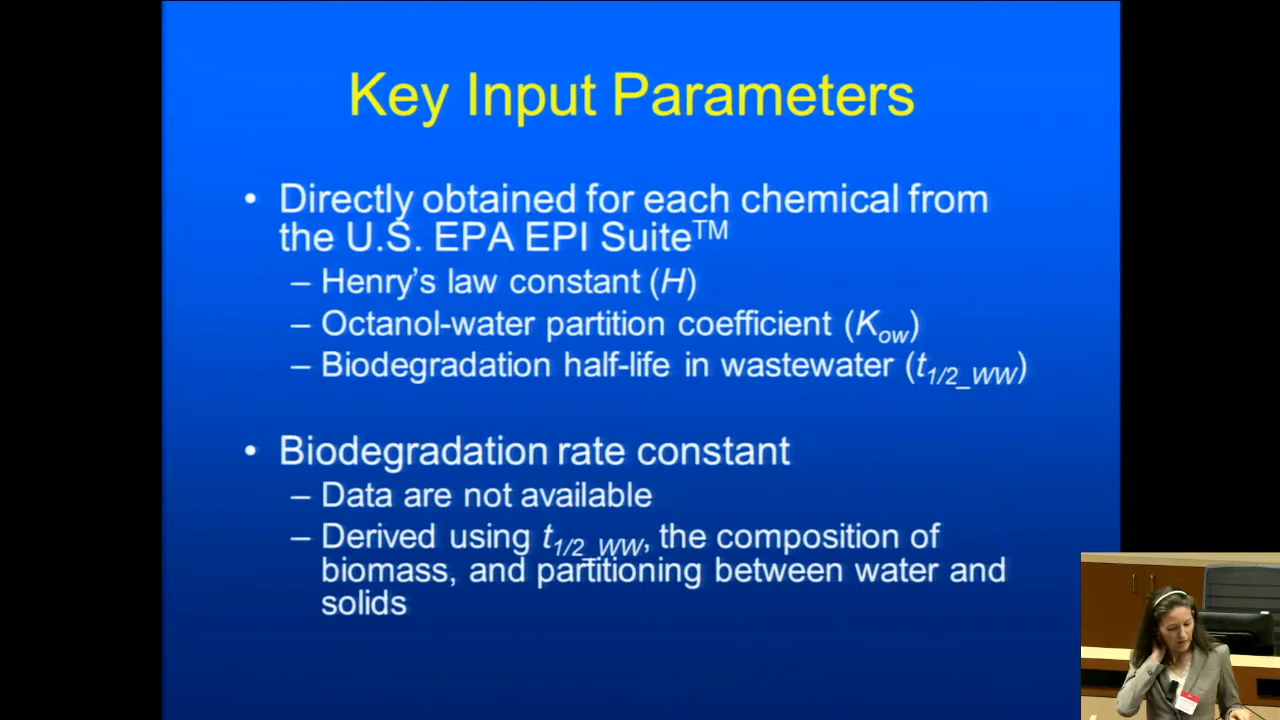 Key Input Parameters
• Directly obtained for each chemical from
the U.S. EPA EPI Suite™
– Henry’s law constant (H)
– Octanol-water partition coefficient (Kow)
– Biodegradation half-life in wastewater (t1/2_WW)
• Biodegradation rate constant
– Data are not available
– Derived using t1/2_WW, the composition of
biomass, and partitioning between water and
solids